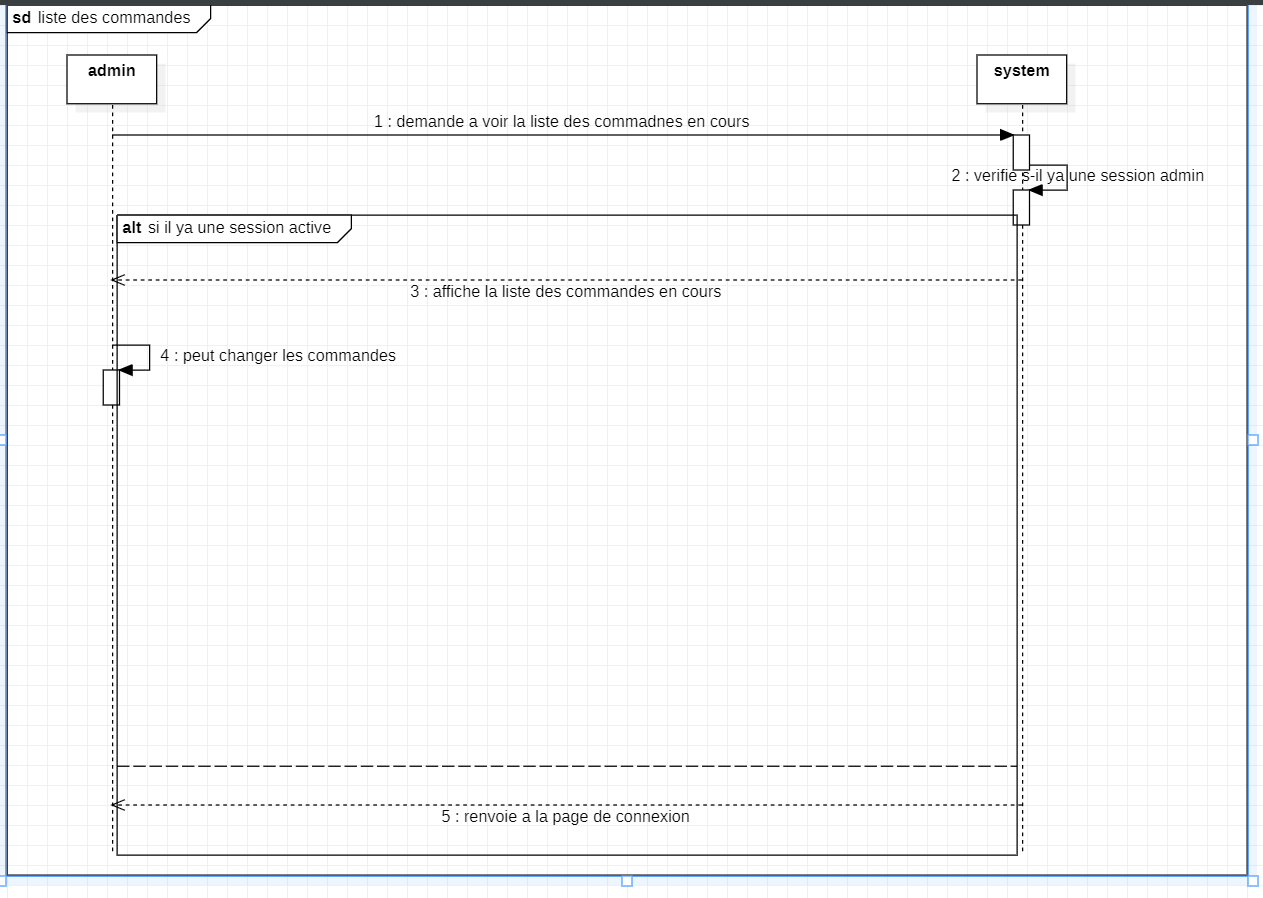 sd liste des commandes
admin
system
1 : demande a voir la liste des commadnes en cours
2 : verifie s-il ya une session admin
alt si il ya une session active
3 : affiche la liste des commandes en cours
4 : peut changer les commandes
5 : renvoie a la page de connexion